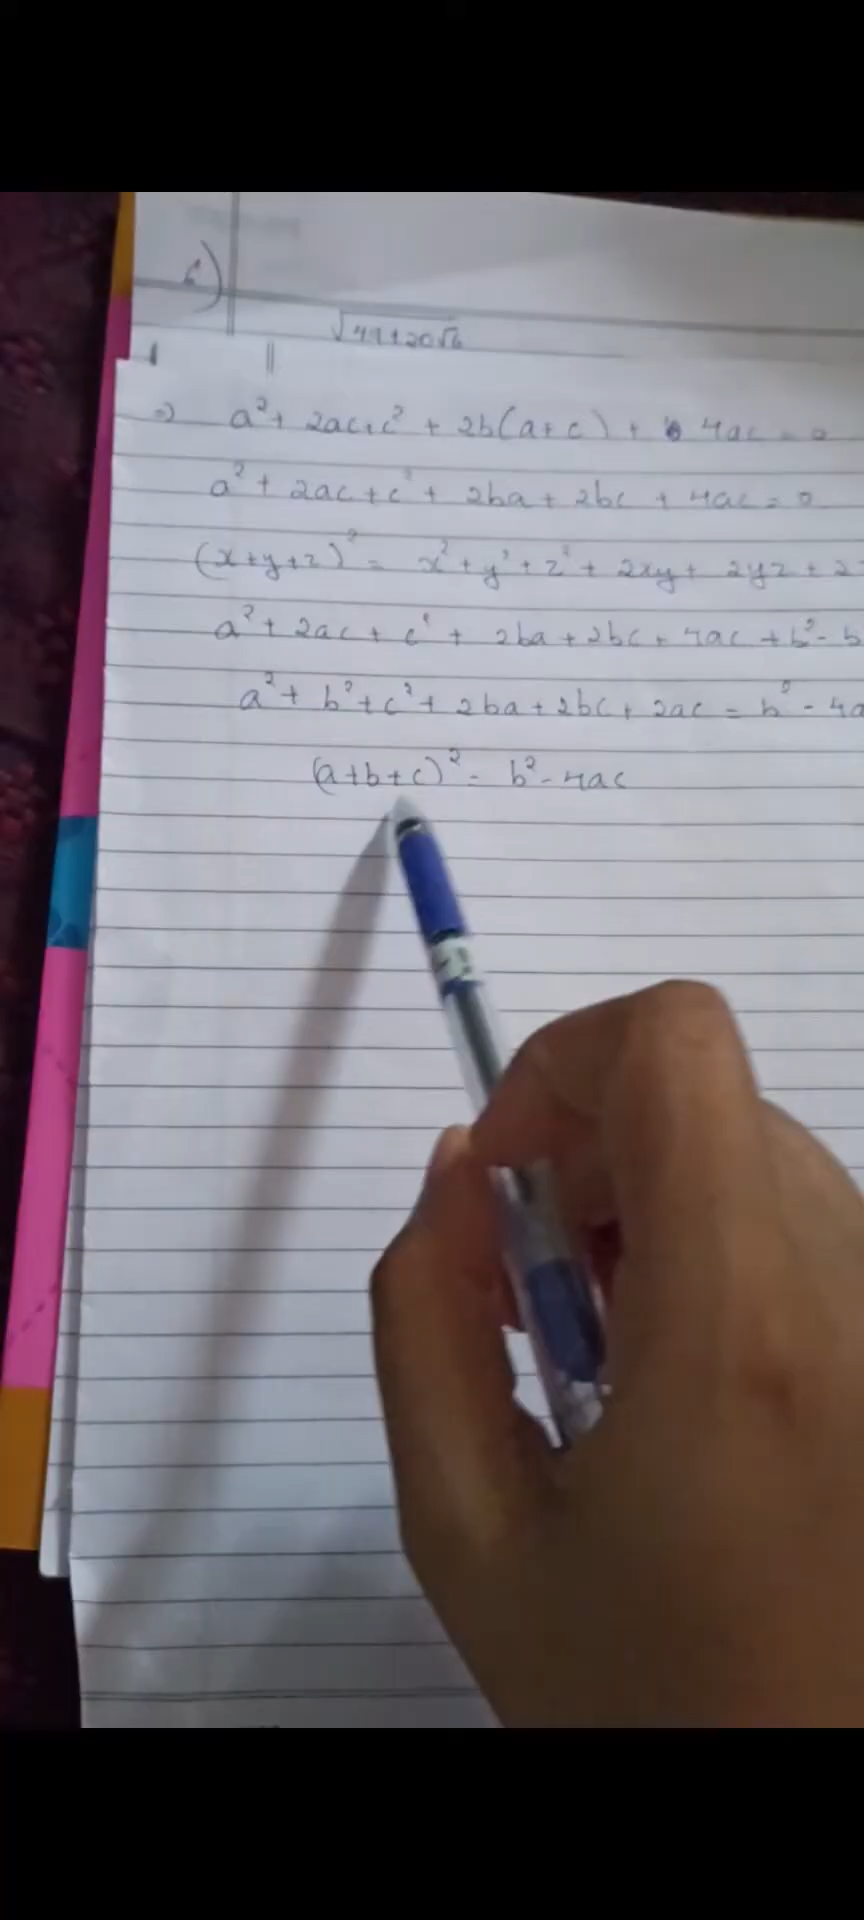 6)
√49+20√6
⇒ a² + 2ac+c² + 2b(a+c) + 4ac = 0
a² + 2ac + c² + 2ba + 2bc + 4ac = 0
(x+y+z)² = x² + y² + z² + 2xy + 2yz + 2
a² + 2ac + c² + 2ba + 2bc + 4ac + b² - b
a² + b² + c² + 2ba + 2bc + 2ac = b² - 4a
(a+b+c)² = b² - 4ac